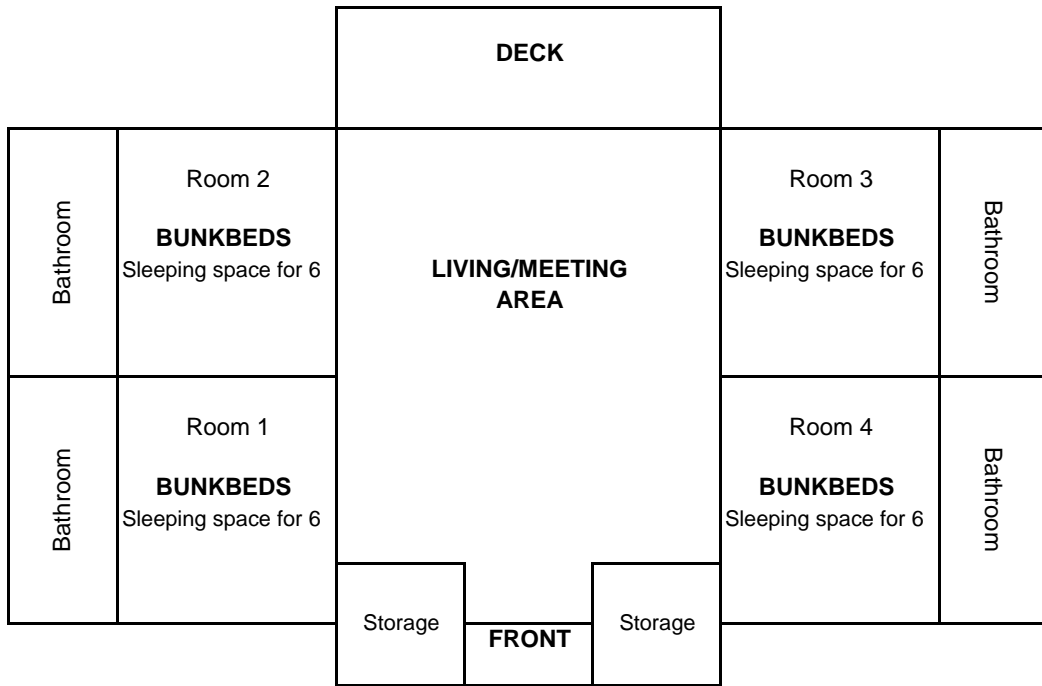 DECK
Bathroom
Room 2
BUNKBEDS
Sleeping space for 6
LIVING/MEETING
AREA
Room 3
BUNKBEDS
Sleeping space for 6
Bathroom
Bathroom
Room 1
BUNKBEDS
Sleeping space for 6
Room 4
BUNKBEDS
Sleeping space for 6
Bathroom
Storage
FRONT
Storage